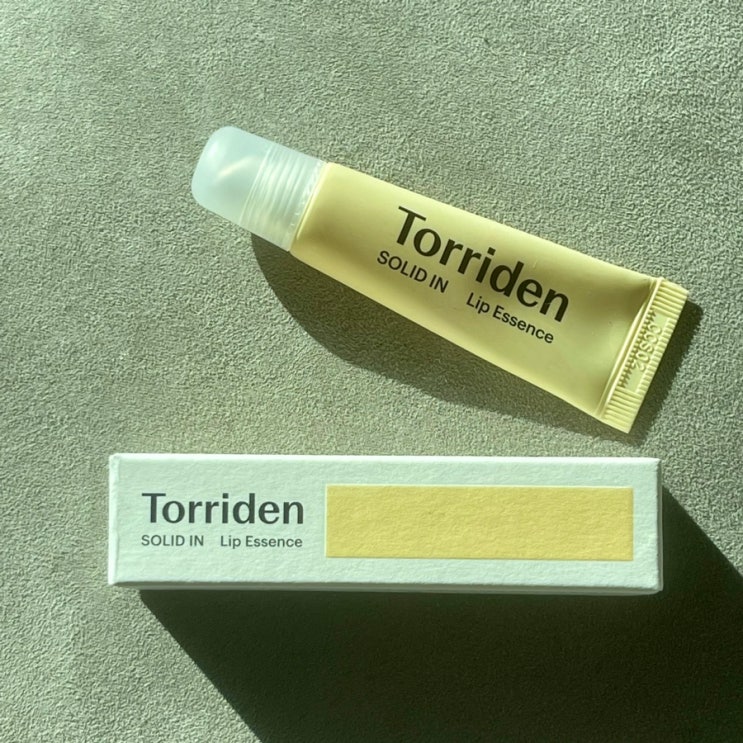 Torriden
SOLID IN Lip Essence
Torriden
SOLID IN Lip Essence